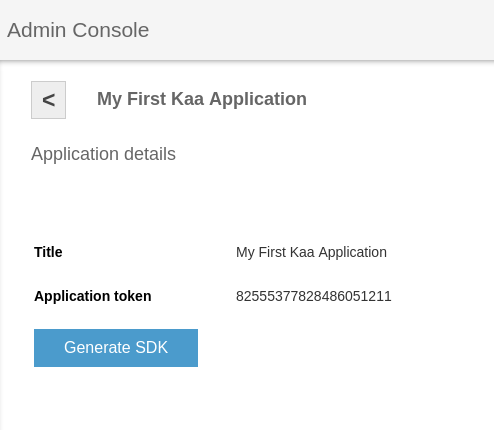 Admin Console
< My First Kaa Application
Application details
Title My First Kaa Application
Application token 82555377828486051211
Generate SDK